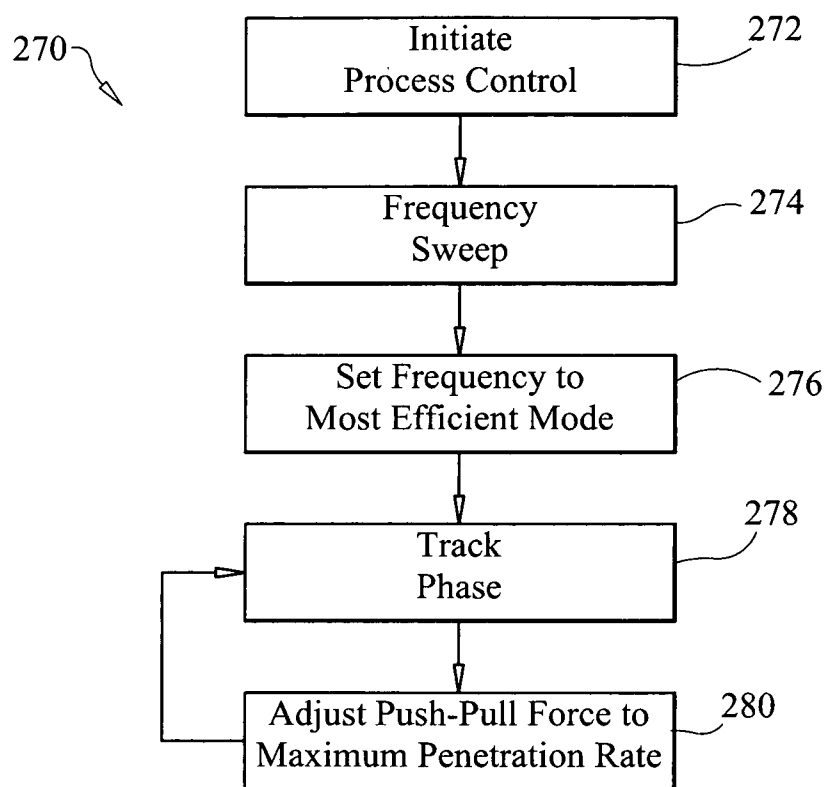 270
Initiate
Process Control
272
Frequency
Sweep
274
Set Frequency to
Most Efficient Mode
276
Track
Phase
278
Adjust Push-Pull Force to
Maximum Penetration Rate
280